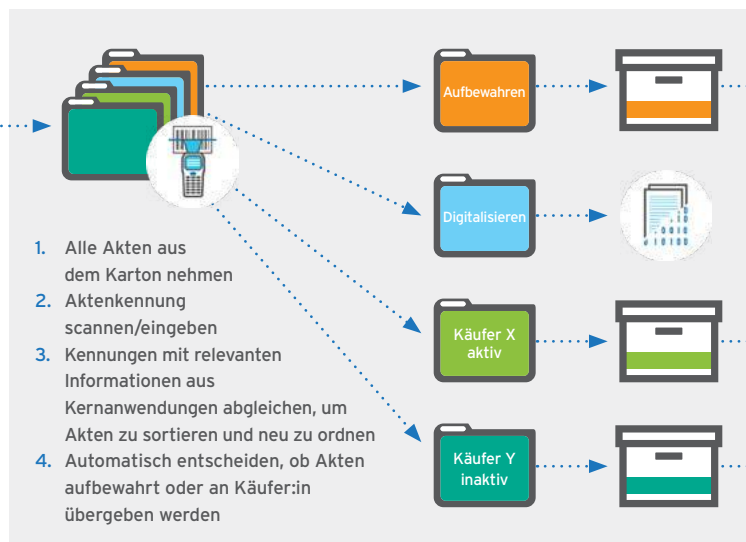 Aufbewahren
Digitalisieren
1. Alle Akten aus
dem Karton nehmen
2. Aktenkennung
scannen/eingeben
3. Kennungen mit relevanten
Informationen aus
Kernanwendungen abgleichen, um
Akten zu sortieren und neu zu ordnen
4. Automatisch entscheiden, ob Akten
aufbewahrt oder an Käufer:in
übergeben werden
Käufer X
aktiv
Käufer Y
inaktiv